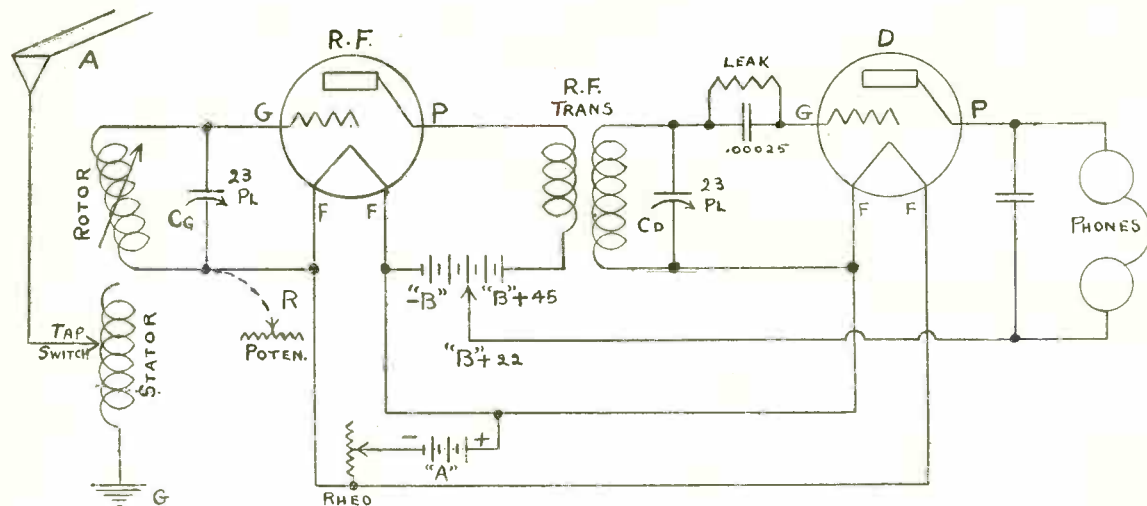 A
R.F.
D
LEAK
R.F.
TRANS
G
P
G
P
.00025
ROTOR
23
PL
CG
F
F
23
PL
CD
F
F
PHONES
R
"-B"
"B"+45
TAP
SWITCH
STATOR
POTEN.
"B"+22
-
+
"A"
RHEO
G